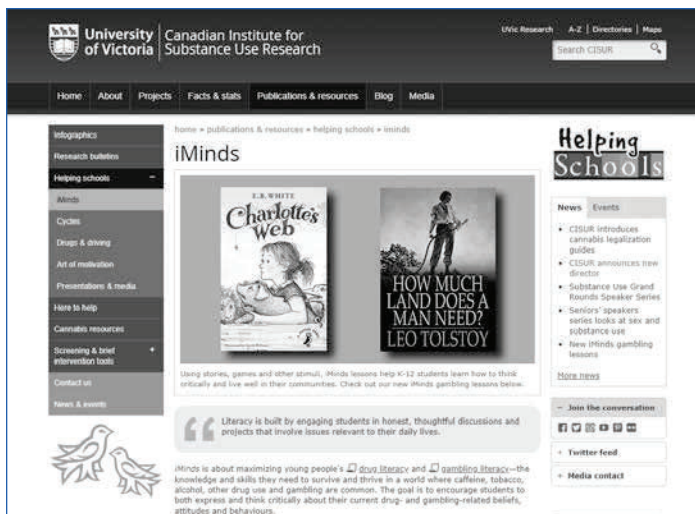 University
of Victoria
Canadian Institute for
Substance Use Research
UVic Research A-Z | Directories | Maps
Search CISUR
Home About Projects Facts & stats Publications & resources Blog Media
Infographics
Research bulletins
Helping schools −
iMinds
Cycles
Drugs & driving
Art of motivation
Presentations & media
Here to help
Cannabis resources
Screening & brief +
intervention tools
Contact us
News & events
home » publications & resources » helping schools » iminds
iMinds
E.B. WHITE
Charlotte's
Web
HOW MUCH
LAND DOES A
MAN NEED?
LEO TOLSTOY
Using stories, games and other stimuli, iMinds lessons help K-12 students learn how to think
critically and live well in their communities. Check out our new iMinds gambling lessons below.
Literacy is built by engaging students in honest, thoughtful discussions and
projects that involve issues relevant to their daily lives.
iMinds is about maximizing young people's drug literacy and gambling literacy—the
knowledge and skills they need to survive and thrive in a world where caffeine, tobacco,
alcohol, other drug use and gambling are common. The goal is to encourage students to
both express and think critically about their current drug- and gambling-related beliefs,
attitudes and behaviours.
Helping
Schools
News Events
• CISUR introduces
cannabis legalization
guides
• CISUR announces new
director
• Substance Use Grand
Rounds Speaker Series
• Seniors' speakers
series looks at sex and
substance use
• New iMinds gambling
lessons
More news
− Join the conversation
+ Twitter feed
+ Media contact